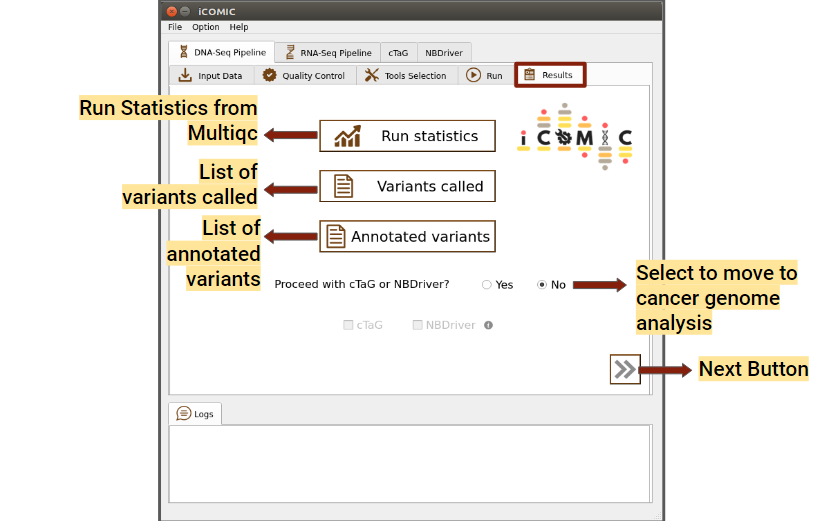 iCOMIC
File Option Help
DNA-Seq Pipeline RNA-Seq Pipeline cTaG NBDriver
Input Data Quality Control Tools Selection Run Results
Run Statistics from
Multiqc
Run statistics
iCOMIC
List of
variants called
Variants called
List of
annotated
variants
Annotated variants
Proceed with cTaG or NBDriver? Yes No
Select to move to
cancer genome
analysis
cTaG NBDriver
Next Button
Logs